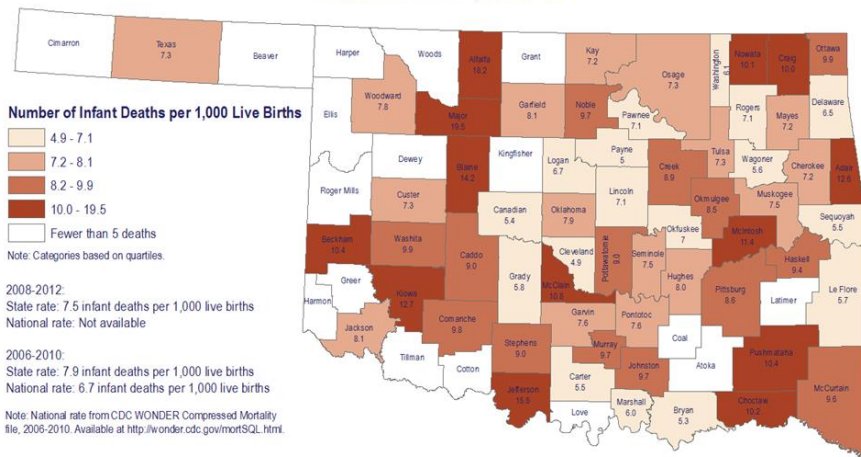 Cimarron
Texas
7.3
Beaver
Harper
Woods
Alfalfa
18.2
Grant
Kay
7.2
Osage
7.3
Washington
6.1
Nowata
10.1
Craig
10.0
Ottawa
9.9
Ellis
Woodward
7.8
Major
19.5
Garfield
8.1
Noble
9.7
Pawnee
7.1
Rogers
7.1
Mayes
7.2
Delaware
6.5
Number of Infant Deaths per 1,000 Live Births
4.9 - 7.1
7.2 - 8.1
8.2 - 9.9
10.0 - 19.5
Fewer than 5 deaths
Note: Categories based on quartiles.
Dewey
Blaine
14.2
Kingfisher
Logan
6.7
Payne
5
Creek
8.9
Tulsa
7.3
Wagoner
5.6
Cherokee
7.2
Adair
12.6
Roger Mills
Custer
7.3
Canadian
5.4
Oklahoma
7.9
Lincoln
7.1
Okmulgee
8.5
Muskogee
7.5
Sequoyah
5.5
Beckham
10.4
Washita
9.9
Caddo
9.0
Grady
5.8
Cleveland
4.9
Pottawatomie
9.0
Seminole
7.5
Okfuskee
7
McIntosh
11.4
Haskell
9.4
Greer
Kiowa
12.7
McClain
10.8
Hughes
8.0
Pittsburg
8.6
Latimer
Le Flore
5.7
Harmon
Jackson
8.1
Comanche
9.8
Garvin
7.6
Pontotoc
7.6
Coal
Tillman
Cotton
Stephens
9.0
Murray
9.7
Johnston
9.7
Atoka
Pushmataha
10.4
McCurtain
9.6
Jefferson
15.5
Carter
5.5
Love
Marshall
6.0
Bryan
5.3
Choctaw
10.2
2008-2012:
State rate: 7.5 infant deaths per 1,000 live births
National rate: Not available
2006-2010:
State rate: 7.9 infant deaths per 1,000 live births
National rate: 6.7 infant deaths per 1,000 live births
Note: National rate from CDC WONDER Compressed Mortality
file, 2006-2010. Available at http://wonder.cdc.gov/mortSQL.html.